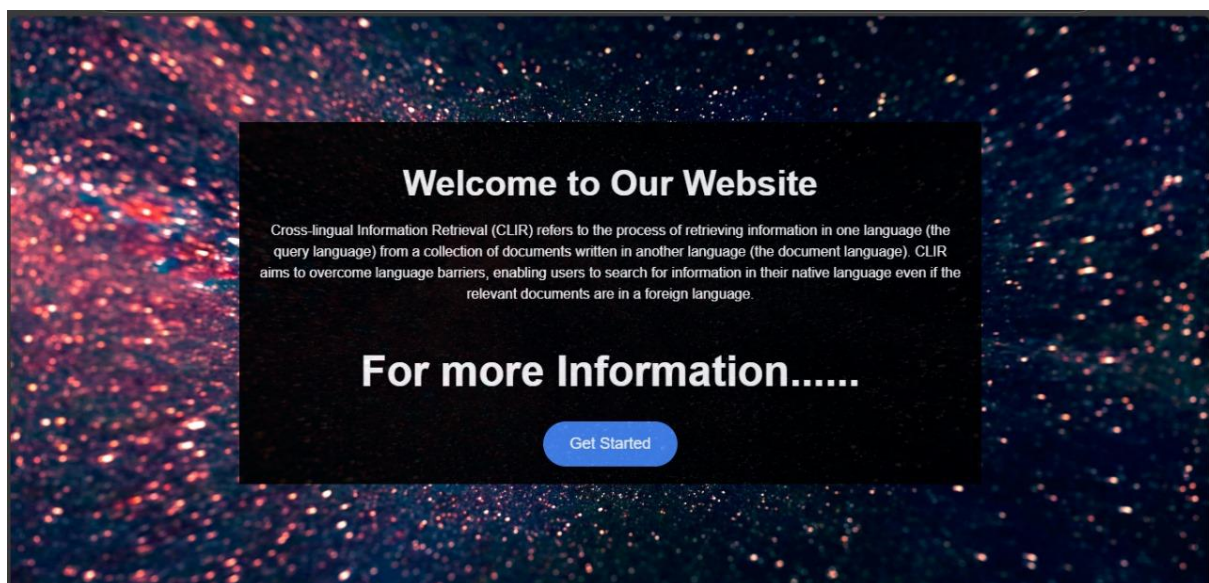 Welcome to Our Website
Cross-lingual Information Retrieval (CLIR) refers to the process of retrieving information in one language (the
query language) from a collection of documents written in another language (the document language). CLIR
aims to overcome language barriers, enabling users to search for information in their native language even if the
relevant documents are in a foreign language.
For more Information......
Get Started